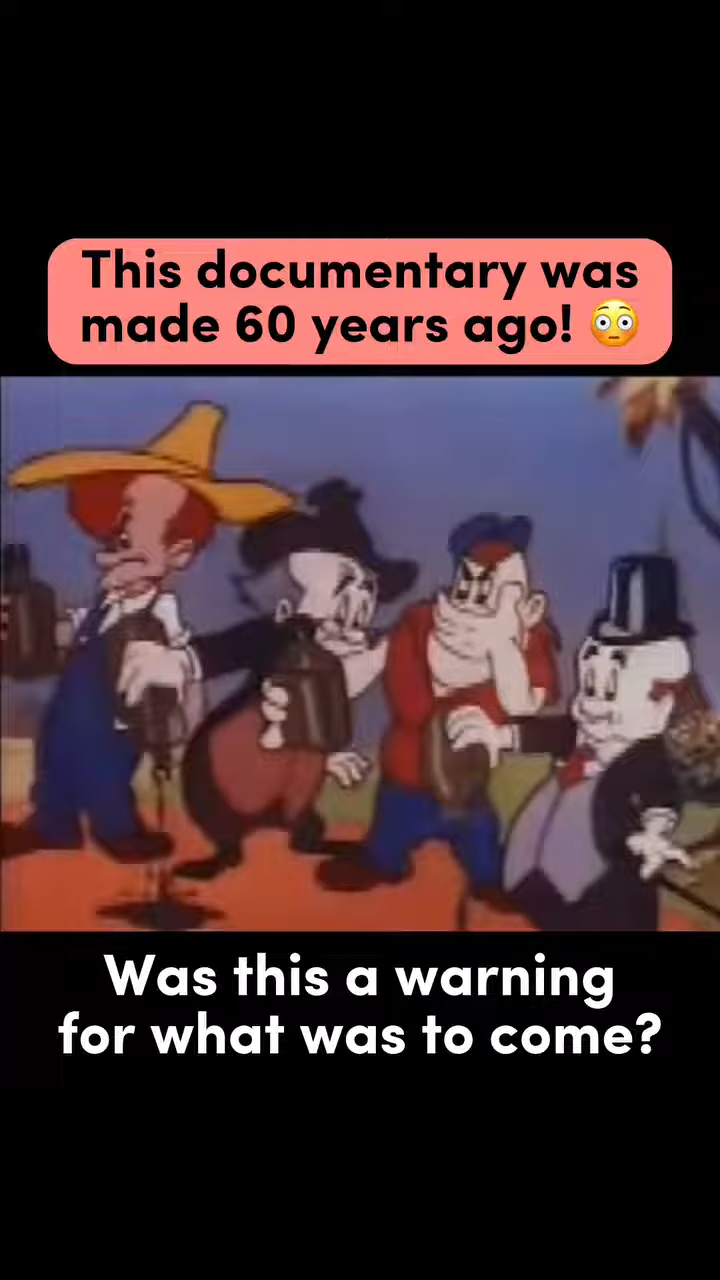 This documentary was
made 60 years ago! 😳
Was this a warning
for what was to come?